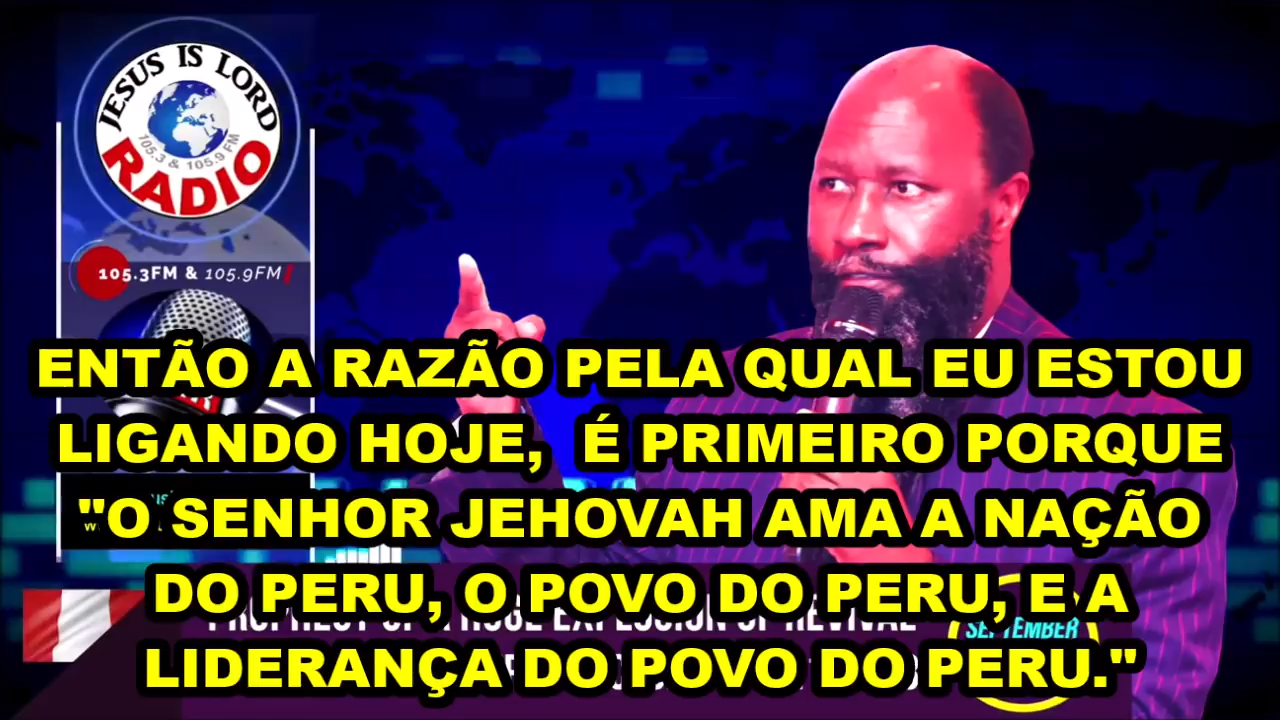 JESUS IS LORD
105.3 & 105.9 FM
RADIO
105.3FM & 105.9FM
ENTÃO A RAZÃO PELA QUAL EU ESTOU
LIGANDO HOJE, É PRIMEIRO PORQUE
"O SENHOR JEHOVAH AMA A NAÇÃO
DO PERU, O POVO DO PERU, E A
LIDERANÇA DO POVO DO PERU."
SEPTEMBER